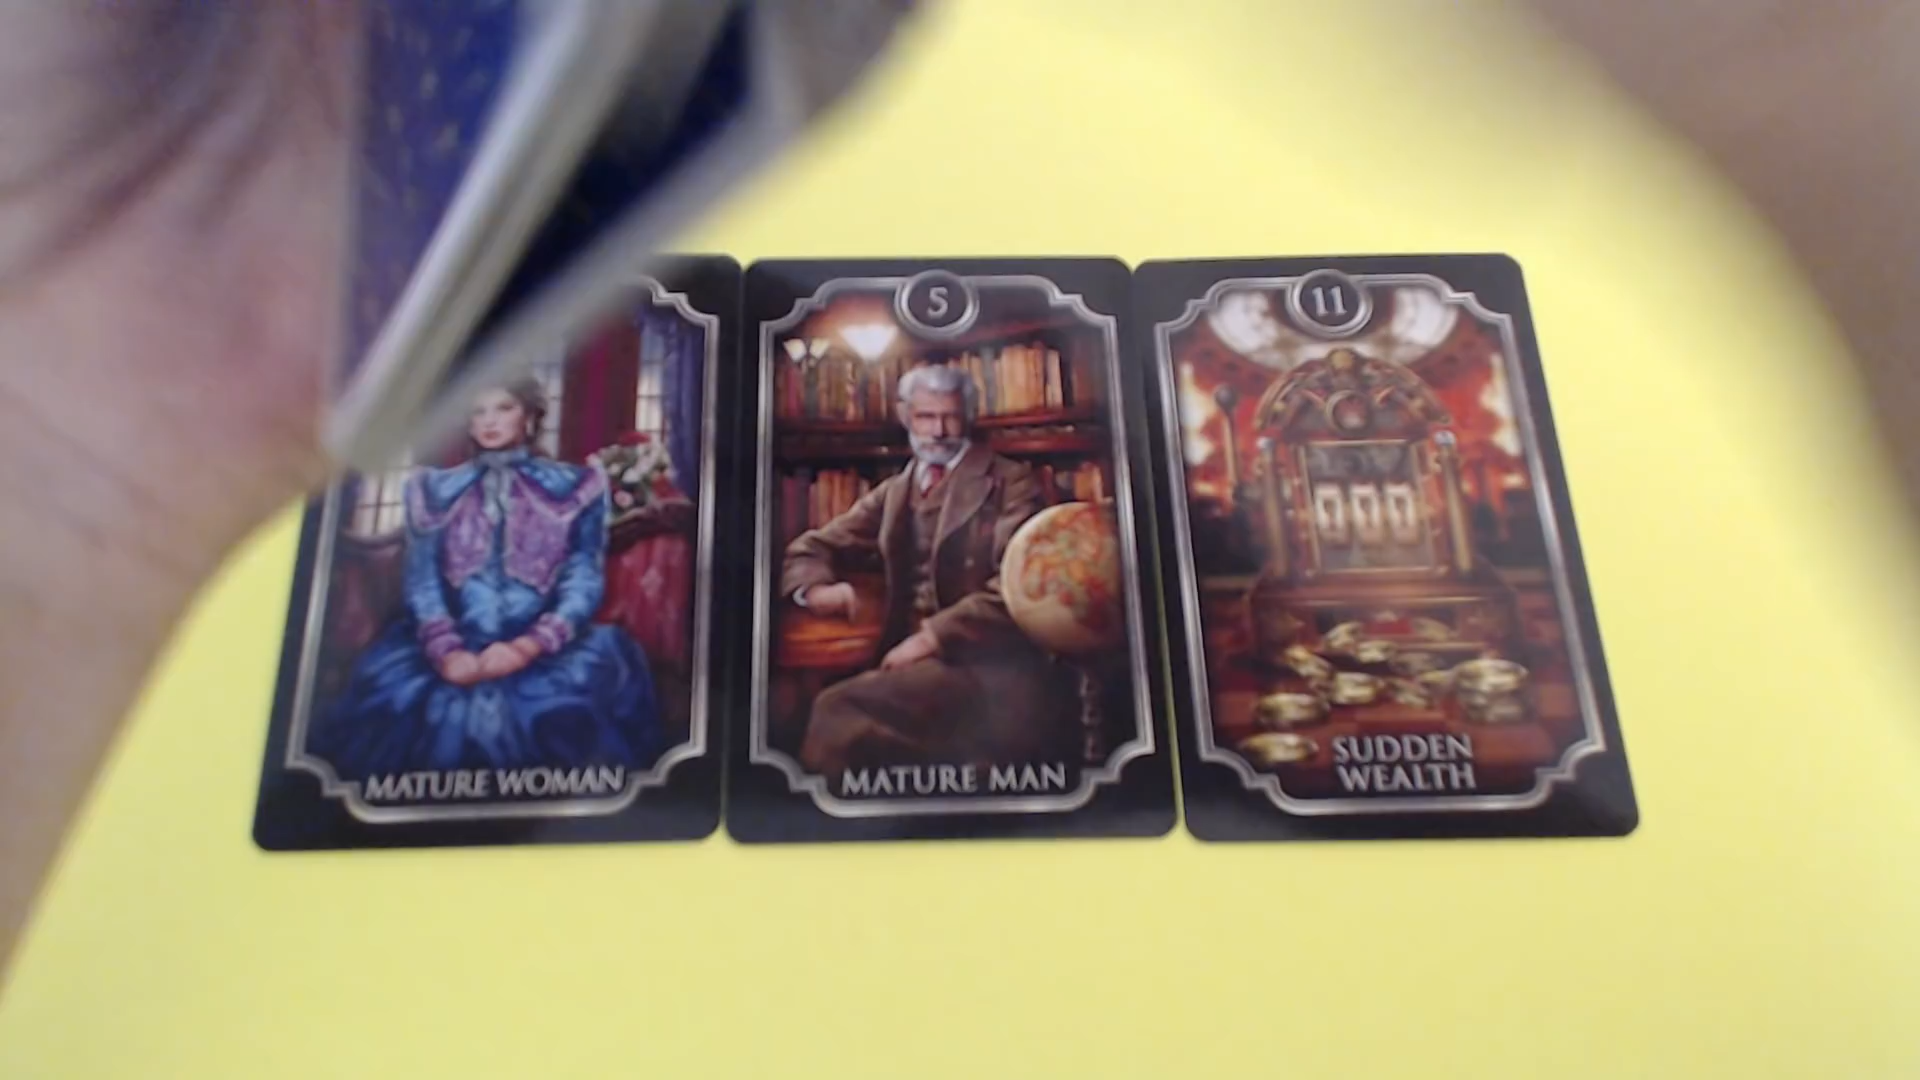 5
11
MATURE WOMAN
MATURE MAN
SUDDEN
WEALTH